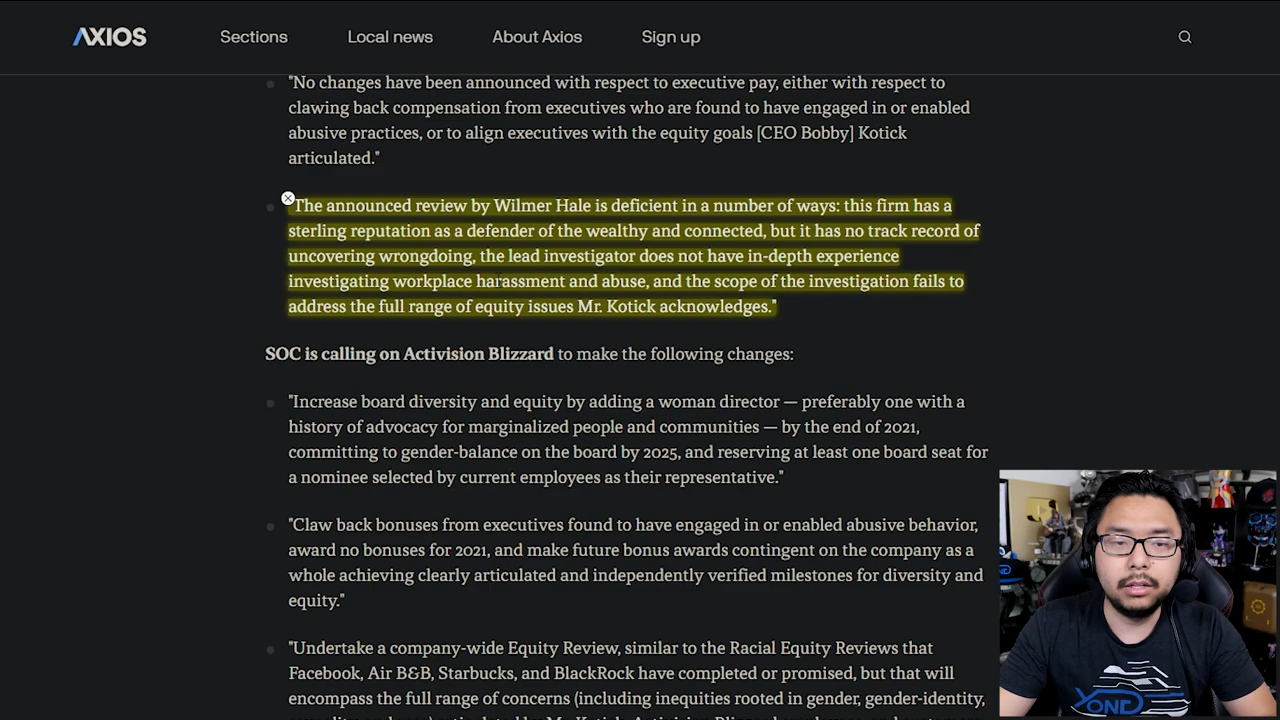 AXIOS
Sections
Local news
About Axios
Sign up
"No changes have been announced with respect to executive pay, either with respect to
clawing back compensation from executives who are found to have engaged in or enabled
abusive practices, or to align executives with the equity goals [CEO Bobby] Kotick
articulated."
"The announced review by Wilmer Hale is deficient in a number of ways: this firm has a
sterling reputation as a defender of the wealthy and connected, but it has no track record of
uncovering wrongdoing, the lead investigator does not have in-depth experience
investigating workplace harassment and abuse, and the scope of the investigation fails to
address the full range of equity issues Mr. Kotick acknowledges."
SOC is calling on Activision Blizzard to make the following changes:
"Increase board diversity and equity by adding a woman director — preferably one with a
history of advocacy for marginalized people and communities — by the end of 2021,
committing to gender-balance on the board by 2025, and reserving at least one board seat for
a nominee selected by current employees as their representative."
"Claw back bonuses from executives found to have engaged in or enabled abusive behavior,
award no bonuses for 2021, and make future bonus awards contingent on the company as a
whole achieving clearly articulated and independently verified milestones for diversity and
equity."
"Undertake a company-wide Equity Review, similar to the Racial Equity Reviews that
Facebook, Air B&B, Starbucks, and BlackRock have completed or promised, but that will
encompass the full range of concerns (including inequities rooted in gender, gender-identity,
YONG